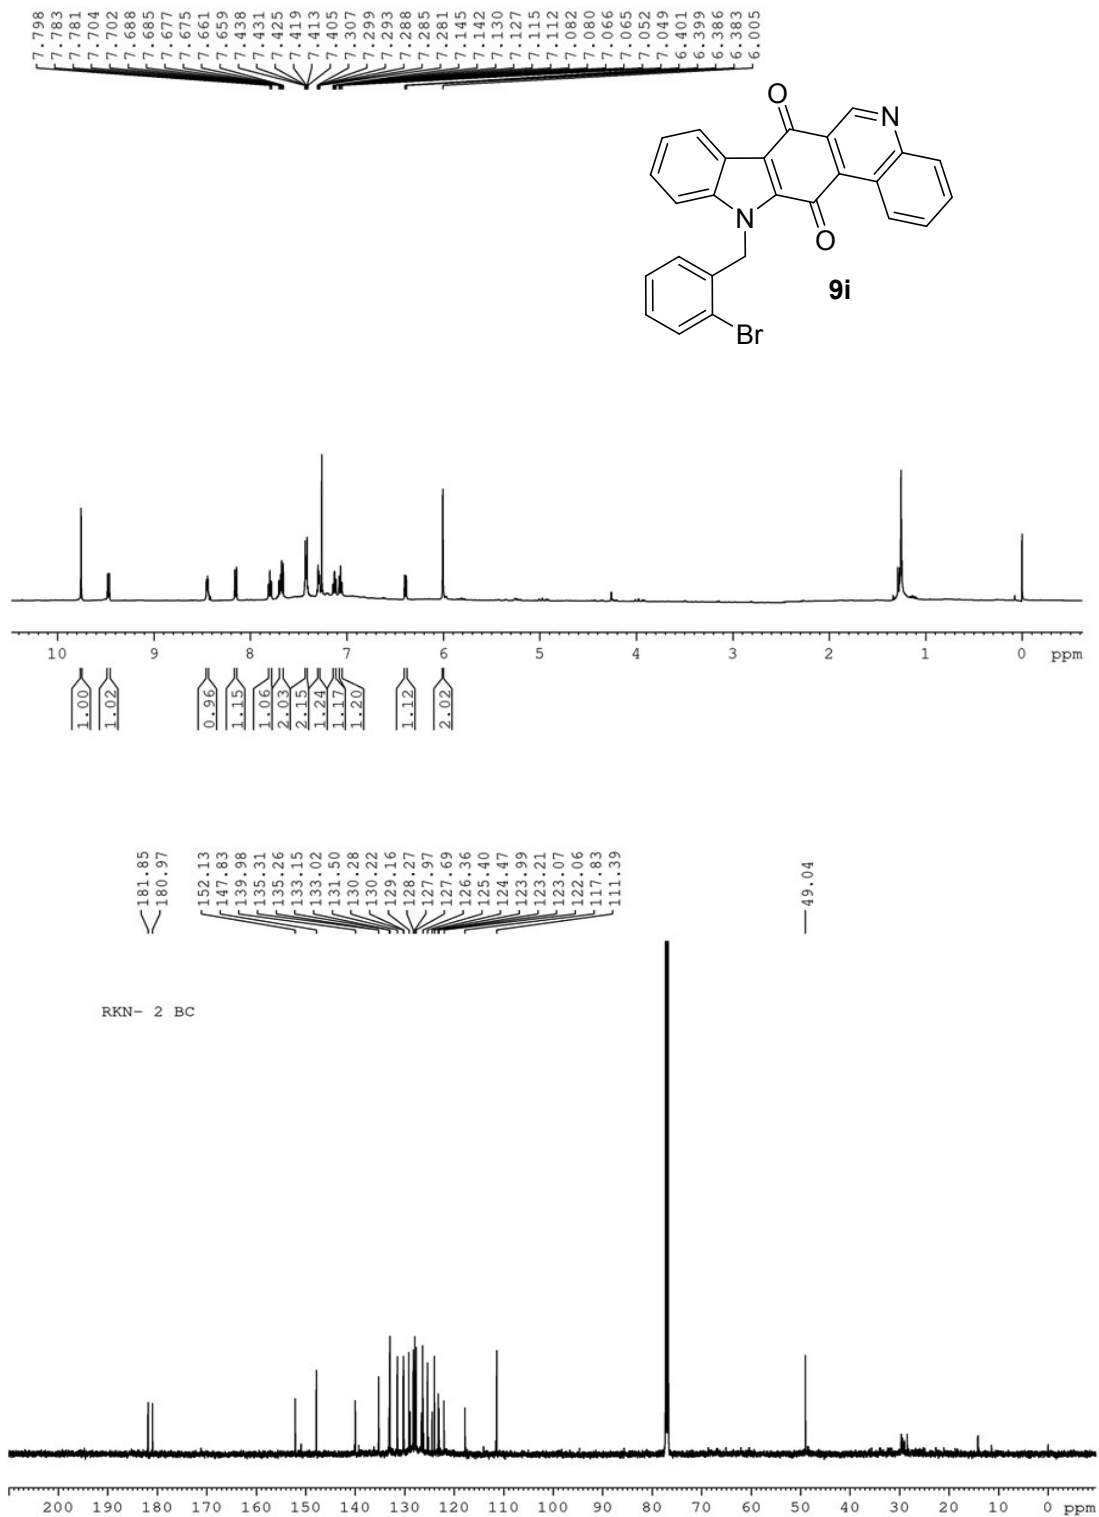 7.798 7.783 7.781 7.704 7.702 7.688 7.685 7.677 7.675 7.661 7.659 7.438 7.431 7.425 7.419 7.413 7.405 7.307 7.299 7.293 7.288 7.285 7.281 7.145 7.142 7.130 7.127 7.115 7.112 7.082 7.080 7.066 7.065 7.052 7.049 6.401 6.399 6.386 6.383 6.005
O
N
N
O
9i
Br
10 9 8 7 6 5 4 3 2 1 0 ppm
1.00 1.02 0.96 1.15 1.06 2.03 2.15 1.24 1.17 1.20 1.12 2.02
181.85 180.97 152.13 147.83 139.98 135.31 135.26 133.15 133.02 131.50 130.28 130.22 129.16 128.27 127.97 127.69 126.36 125.40 124.47 123.99 123.21 123.07 122.06 117.83 111.39 49.04
RKN- 2 BC
200 190 180 170 160 150 140 130 120 110 100 90 80 70 60 50 40 30 20 10 0 ppm